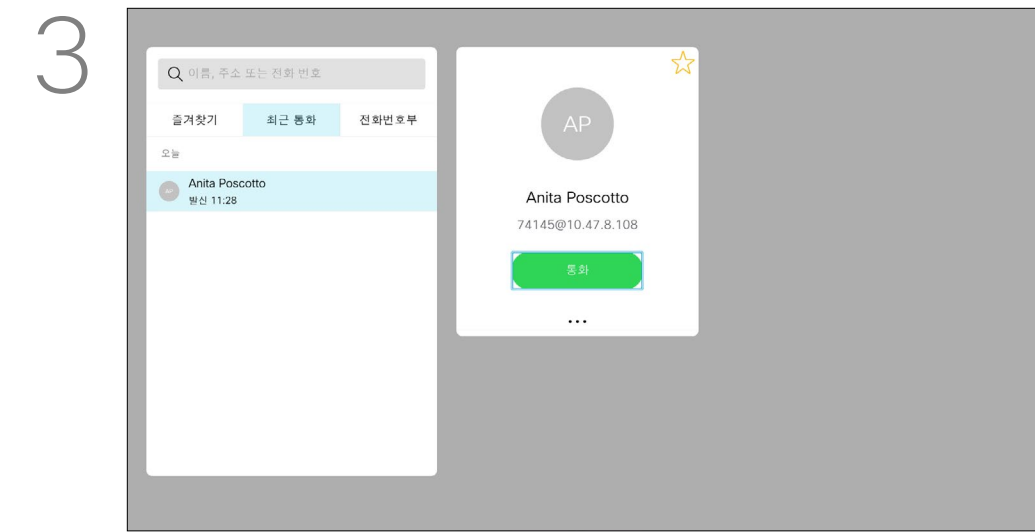 3
이름, 주소 또는 전화 번호
즐겨찾기 최근 통화 전화번호부
오늘
AP Anita Poscotto
발신 11:28
AP
Anita Poscotto
74145@10.47.8.108
통화
...